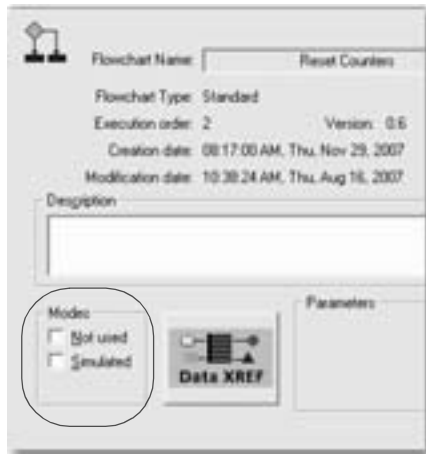 Flowchart Name: Reset Counters
Flowchart Type: Standard
Execution order: 2 Version: 0.6
Creation date: 08:17:00 AM, Thu, Nov 29, 2007
Modification date: 10:38:24 AM, Thu, Aug 16, 2007
Description
Modes
Not used
Simulated
Data XREF
Parameters